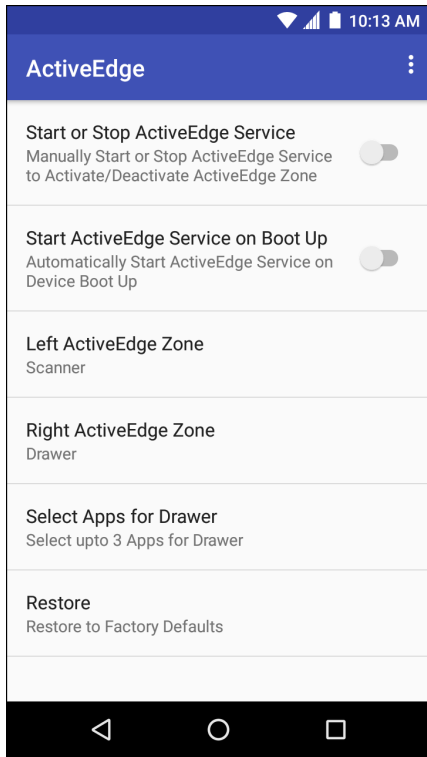 10:13 AM
ActiveEdge
Start or Stop ActiveEdge Service
Manually Start or Stop ActiveEdge Service
to Activate/Deactivate ActiveEdge Zone
Start ActiveEdge Service on Boot Up
Automatically Start ActiveEdge Service on
Device Boot Up
Left ActiveEdge Zone
Scanner
Right ActiveEdge Zone
Drawer
Select Apps for Drawer
Select upto 3 Apps for Drawer
Restore
Restore to Factory Defaults